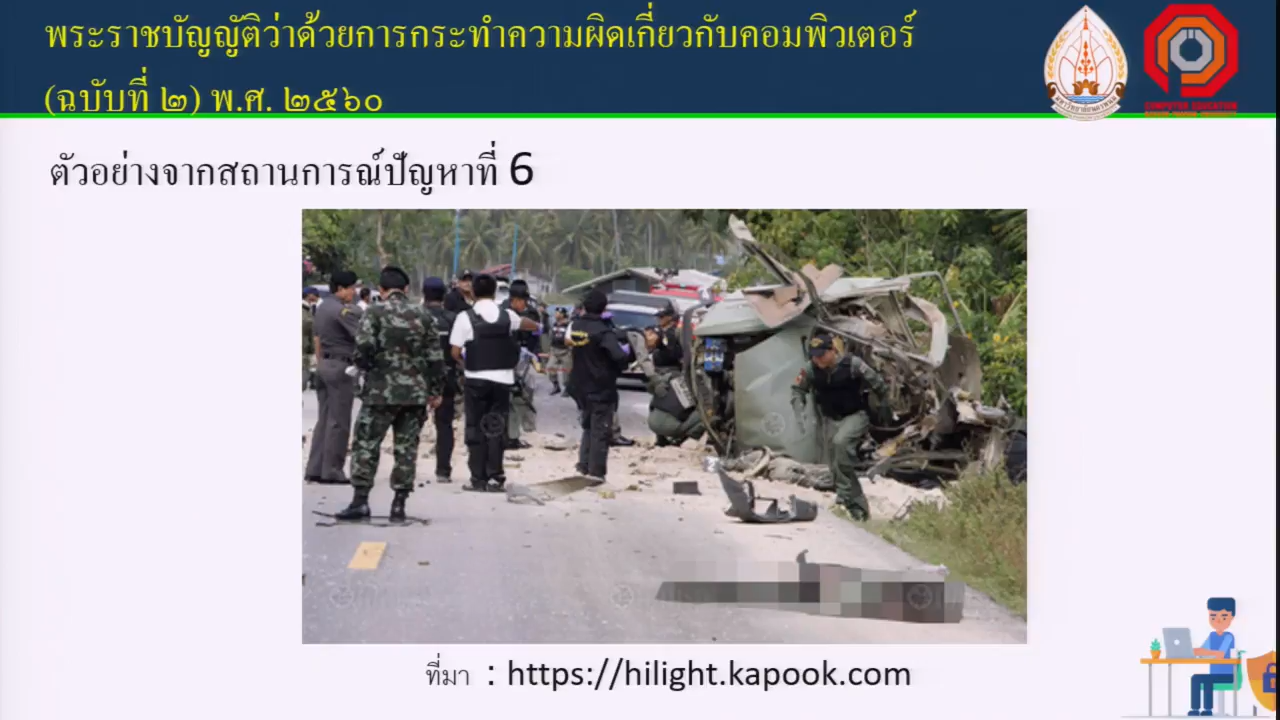 พระราชบัญญัติว่าด้วยการกระทำความผิดเกี่ยวกับคอมพิวเตอร์
(ฉบับที่ ๒) พ.ศ. ๒๕๖๐
COMPUTER EDUCATION
ตัวอย่างจากสถานการณ์ปัญหาที่ 6
ที่มา : https://hilight.kapook.com